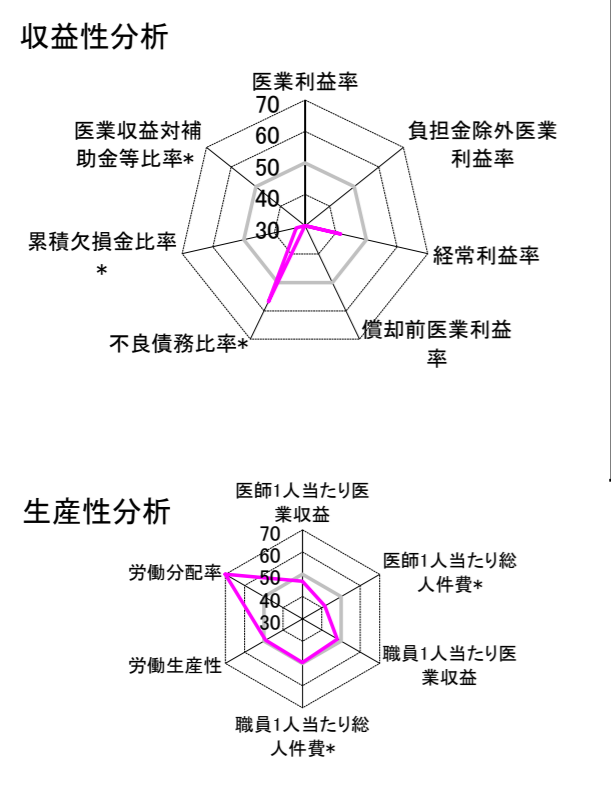 収益性分析
医業利益率
70
60
50
40
30
負担金除外医業
利益率
経常利益率
償却前医業利益
率
不良債務比率*
累積欠損金比率
*
医業収益対補
助金等比率*
生産性分析
医師1人当たり医
業収益
70
60
50
40
30
医師1人当たり総
人件費*
職員1人当たり医
業収益
職員1人当たり総
人件費*
労働生産性
労働分配率